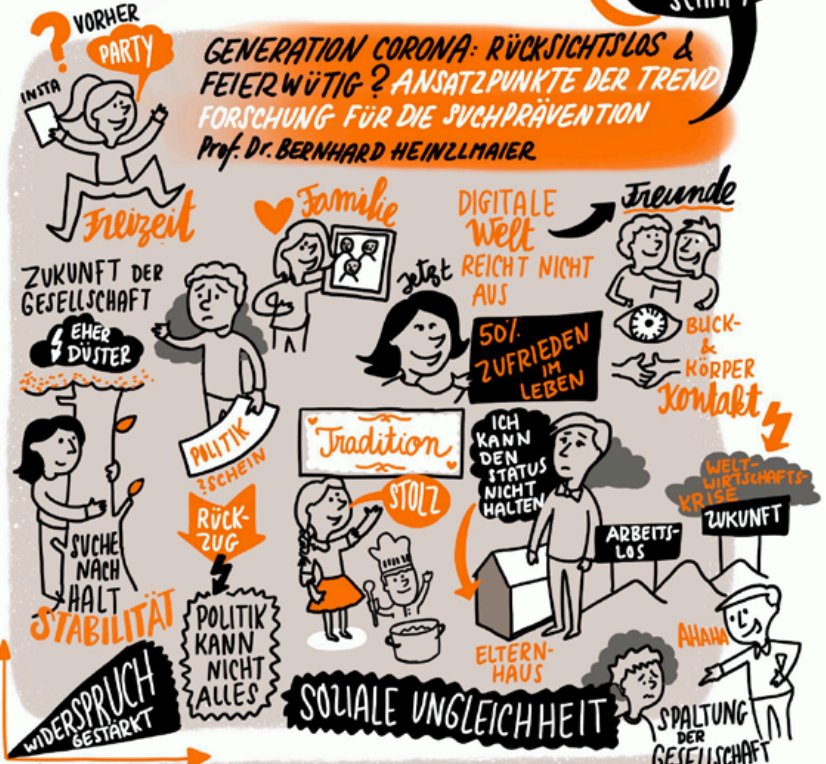 VORHER
PARTY
INSTA
GENERATION CORONA: RÜCKSICHTSLOS &
FEIERWÜTIG? ANSATZPUNKTE DER TREND
FORSCHUNG FÜR DIE SUCHPRÄVENTION
Prof. Dr. BERNHARD HEINZLMAIER
Freizeit
Familie
DIGITALE
Welt
REICHT NICHT
AUS
Freunde
ZUKUNFT DER
GESELLSCHAFT
EHER
DÜSTER
jetzt
50%
ZUFRIEDEN
IM
LEBEN
BLICK-
&
KÖRPER
Kontakt
POLITIK
?SCHEIN
RÜCK-
ZUG
POLITIK
KANN
NICHT
ALLES
Tradition
STOLZ
ICH
KANN
DEN
STATUS
NICHT
HALTEN
ELTERN-
HAUS
ARBEITS-
LOS
WELT-
WIRTSCHAFTS-
KRISE
ZUKUNFT
SUCHE
NACH
HALT
STABILITÄT
WIDERSPRUCH
GESTÄRKT
SOZIALE UNGLEICHHEIT
AHAHA
SPALTUNG
DER
GESELLSCHAFT